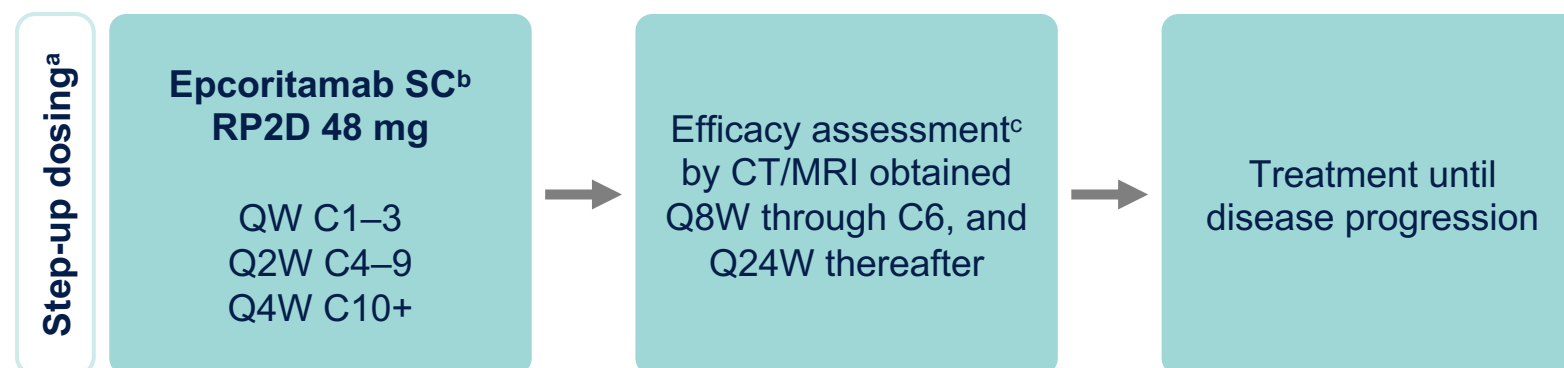 Step-up dosingᵃ
Epcoritamab SCᵇ
RP2D 48 mg
QW C1–3
Q2W C4–9
Q4W C10+
Efficacy assessmentᶜ
by CT/MRI obtained
Q8W through C6, and
Q24W thereafter
Treatment until
disease progression